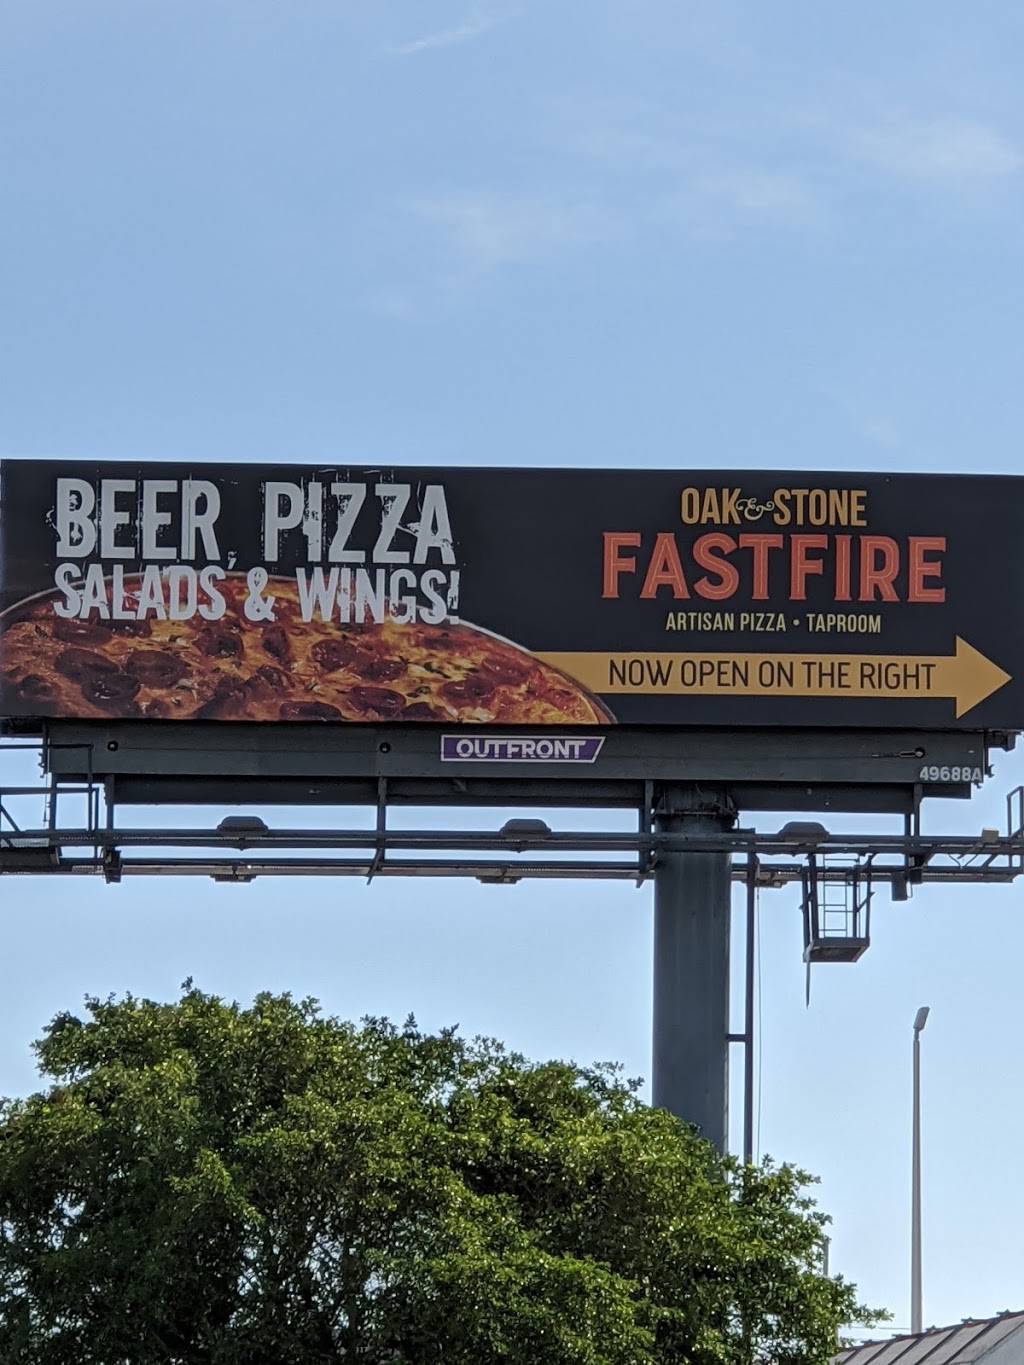 BEER, PIZZA
SALADS & WINGS!
OAK & STONE
FASTFIRE
ARTISAN PIZZA • TAPROOM
NOW OPEN ON THE RIGHT
OUTFRONT
49688A